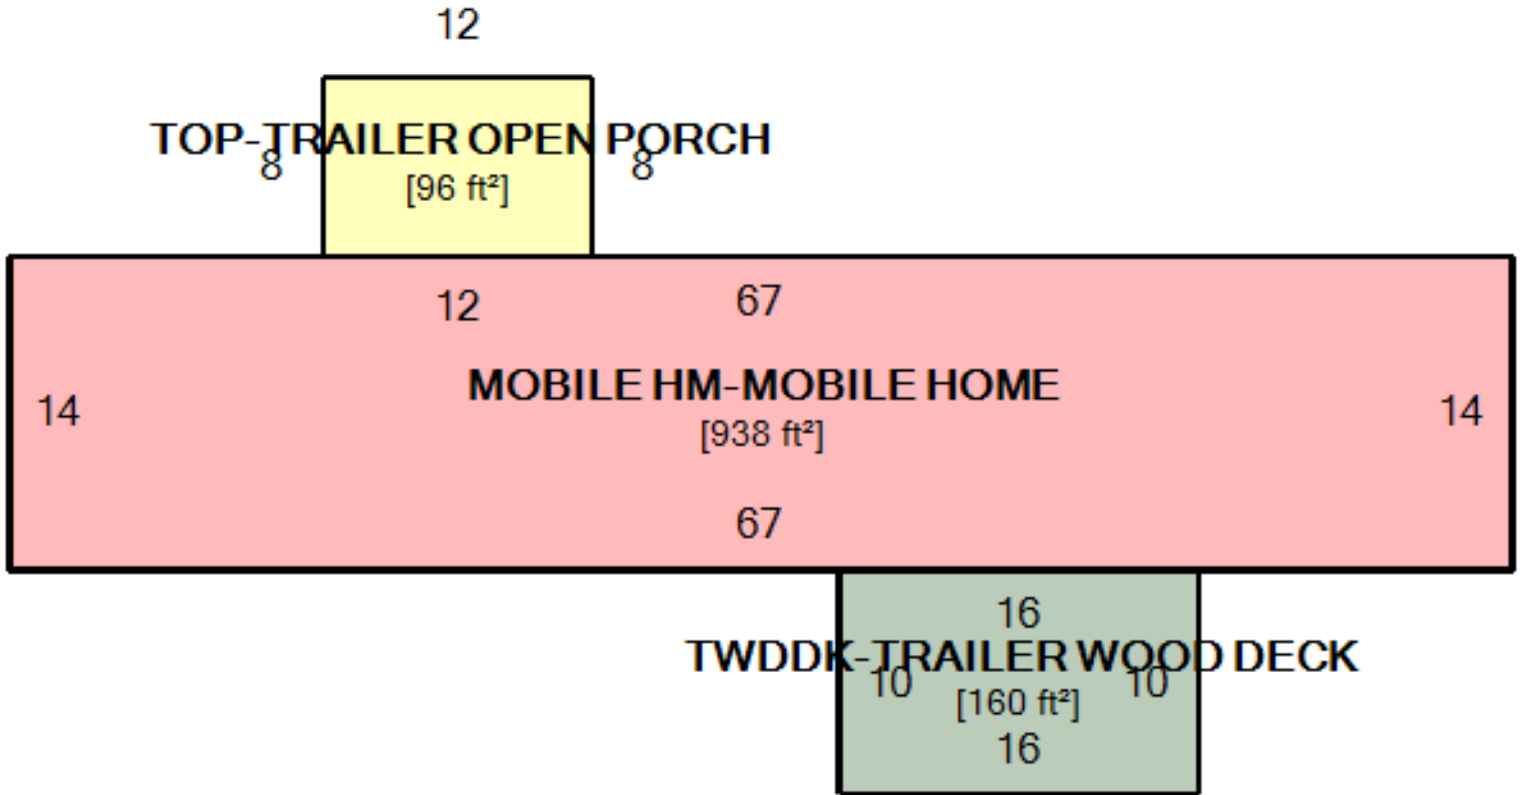 12
TOP-TRAILER OPEN PORCH
8 8
[96 ft²]
12 67
MOBILE HM-MOBILE HOME
14 14
[938 ft²]
67
16
TWDDK-TRAILER WOOD DECK
10 10
[160 ft²]
16